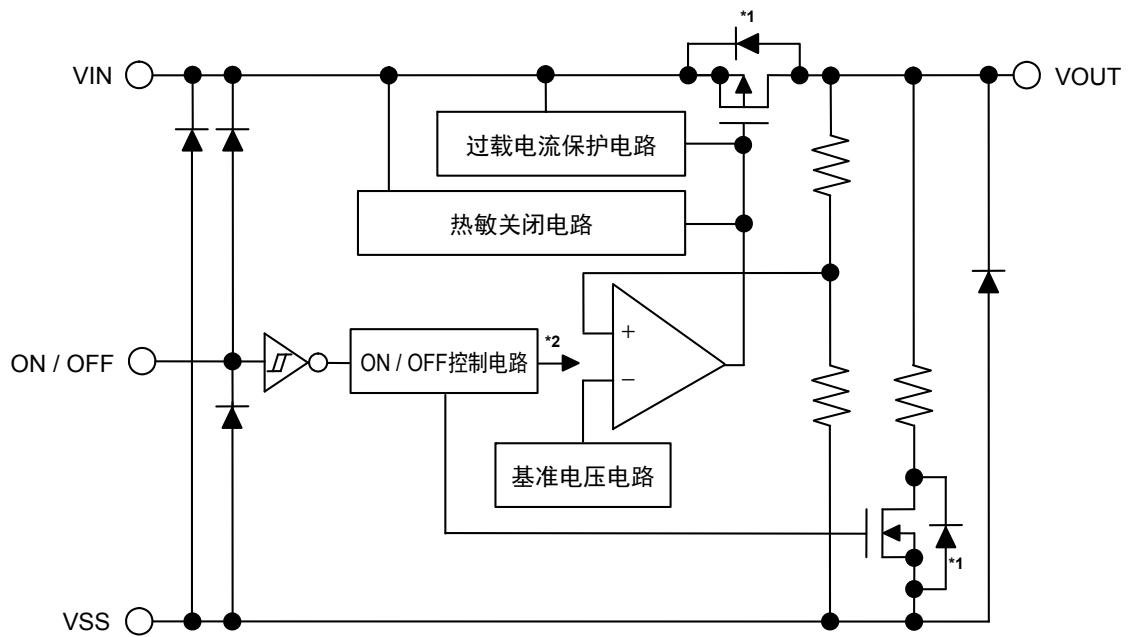 *1
VIN
VOUT
过载电流保护电路
热敏关闭电路
+
ON / OFF
ON / OFF控制电路
*2
−
基准电压电路
*1
VSS